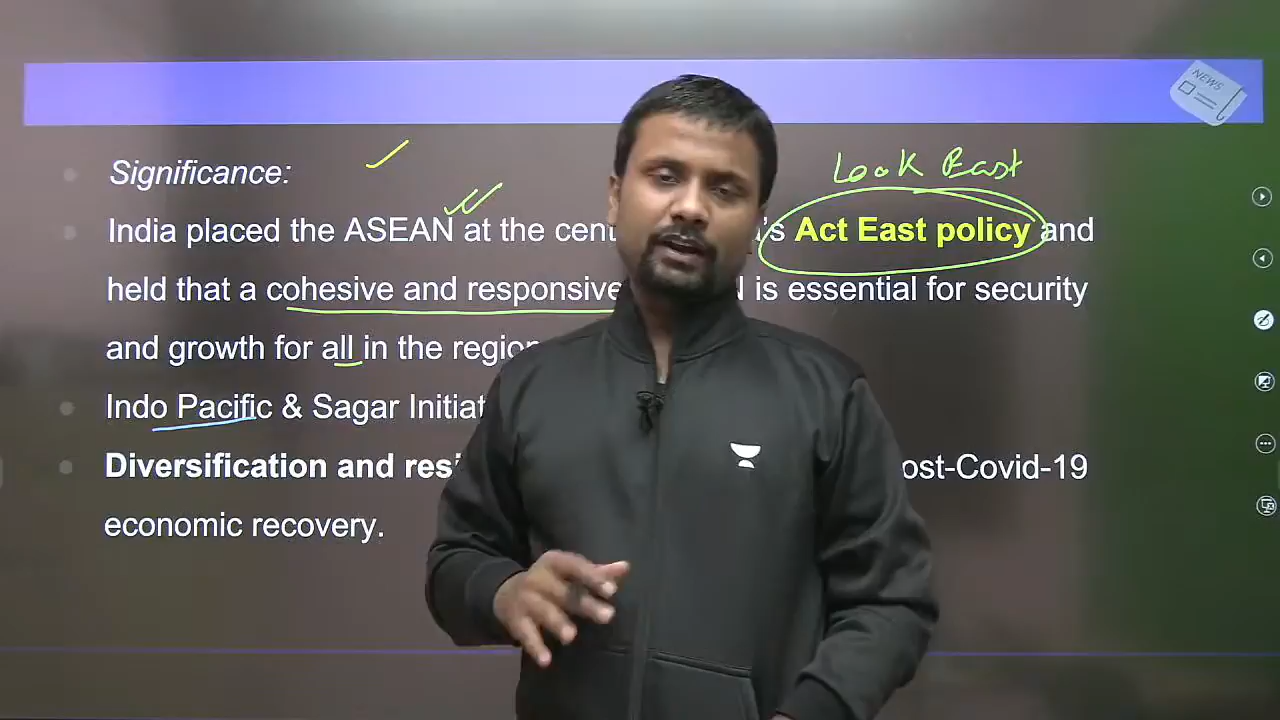 NEWS
Significance:
Look East
India placed the ASEAN at the cent 's Act East policy and
held that a cohesive and responsive N is essential for security
and growth for all in the region
Indo Pacific & Sagar Initiat
Diversification and resi ost-Covid-19
economic recovery.